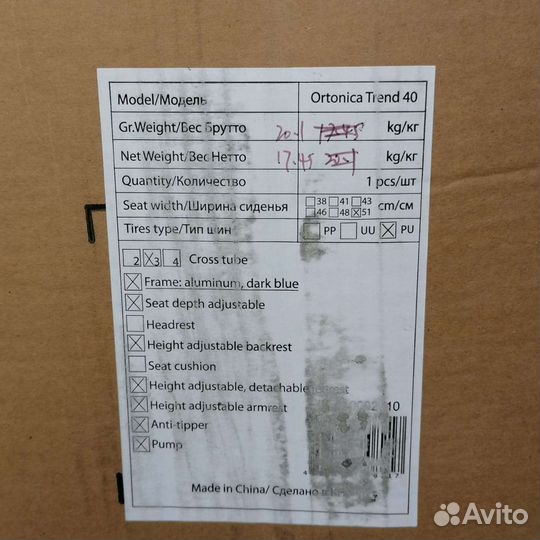 Model/Модель Ortonica Trend 40
Gr.Weight/Вес Брутто 20.1 17.45 kg/кг
Net Weight/Вес Нетто 17.45 kg/кг
Quantity/Количество 1 pcs/шт
Seat width/Ширина сиденья 38 41 43 cm/см
46 48 51
Tires type/Тип шин PP UU PU
2 3 4 Cross tube
Frame: aluminum, dark blue
Seat depth adjustable
Headrest
Height adjustable backrest
Seat cushion
Height adjustable, detachable
Height adjustable armrest
Anti-tipper
Pump
Made in China/ Сделано в
Avito